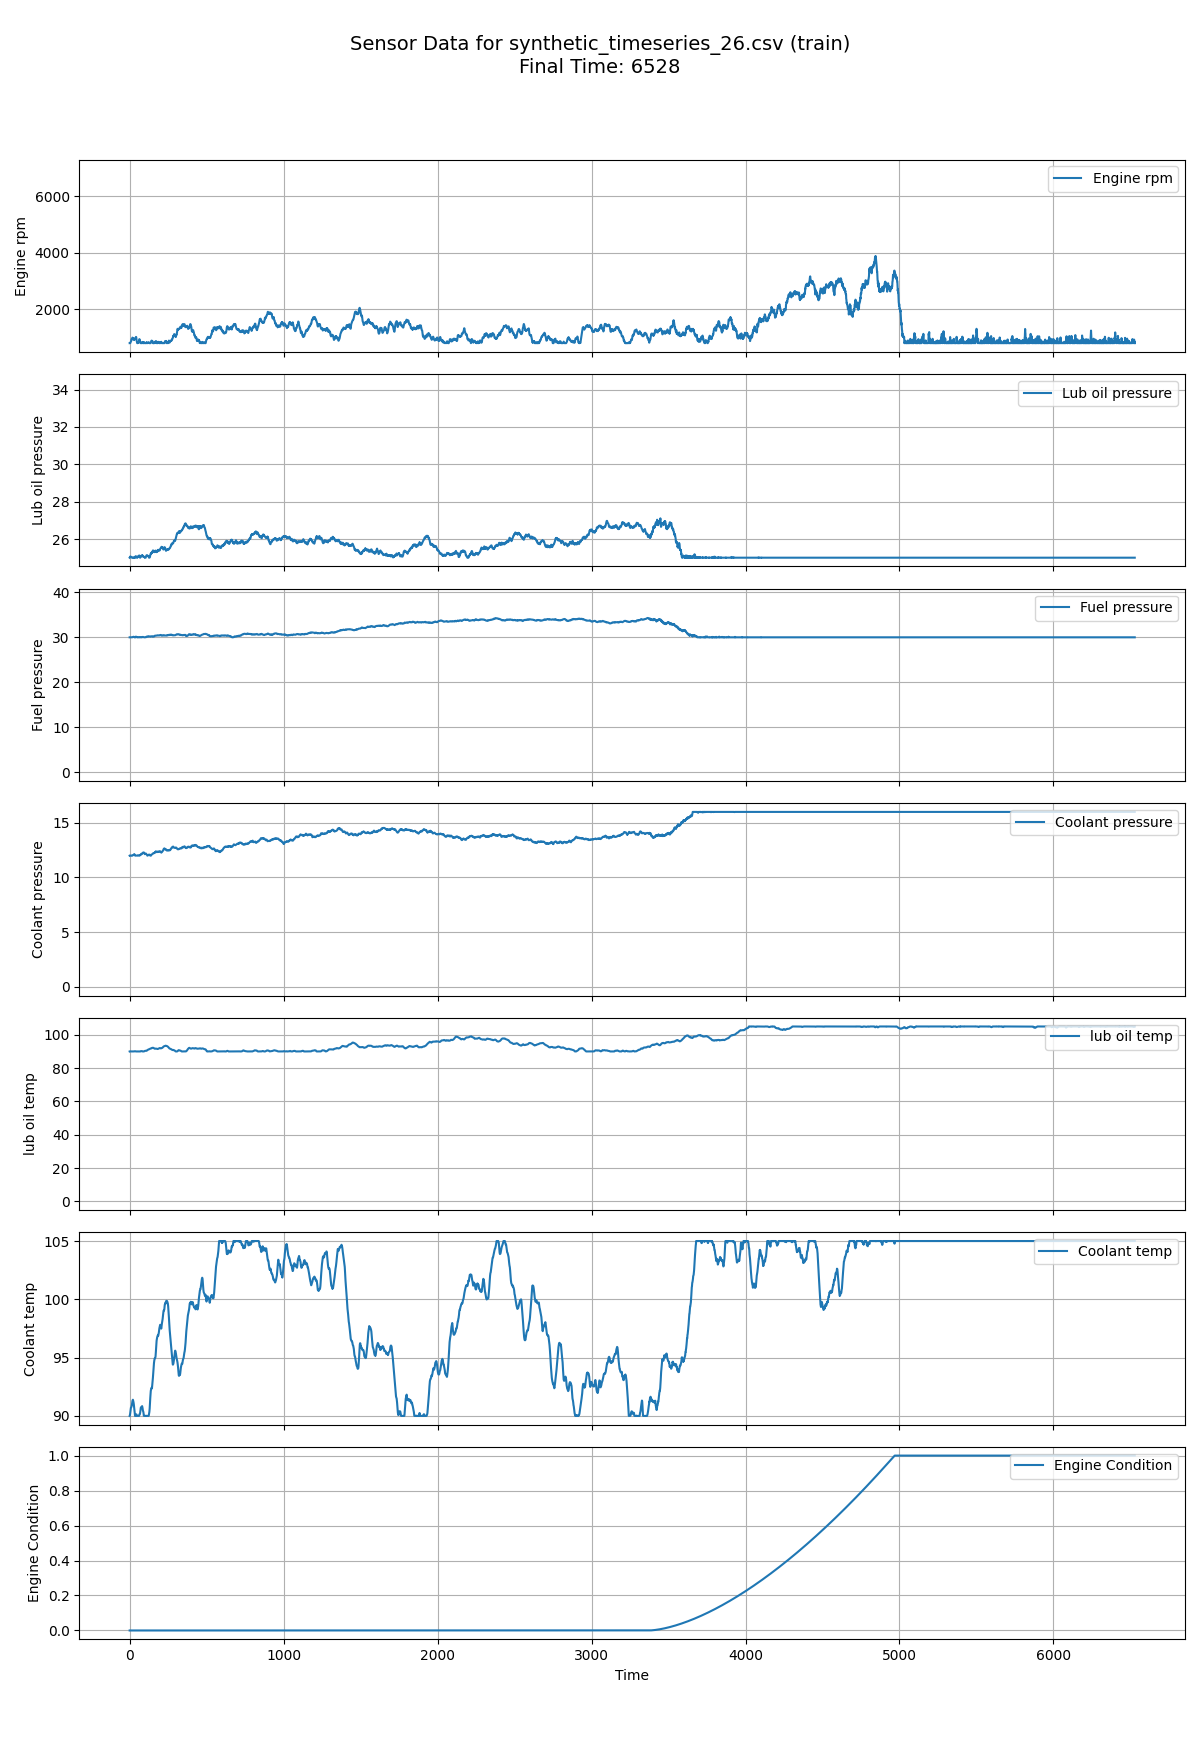 Sensor Data for synthetic_timeseries_26.csv (train)
Final Time: 6528
Engine rpm
6000
4000
2000
Engine rpm
Lub oil pressure
34
32
30
28
26
Lub oil pressure
Fuel pressure
40
30
20
10
0
Fuel pressure
Coolant pressure
15
10
5
0
Coolant pressure
lub oil temp
100
80
60
40
20
0
lub oil temp
Coolant temp
105
100
95
90
Coolant temp
Engine Condition
1.0
0.8
0.6
0.4
0.2
0.0
Engine Condition
0 1000 2000 3000 4000 5000 6000
Time